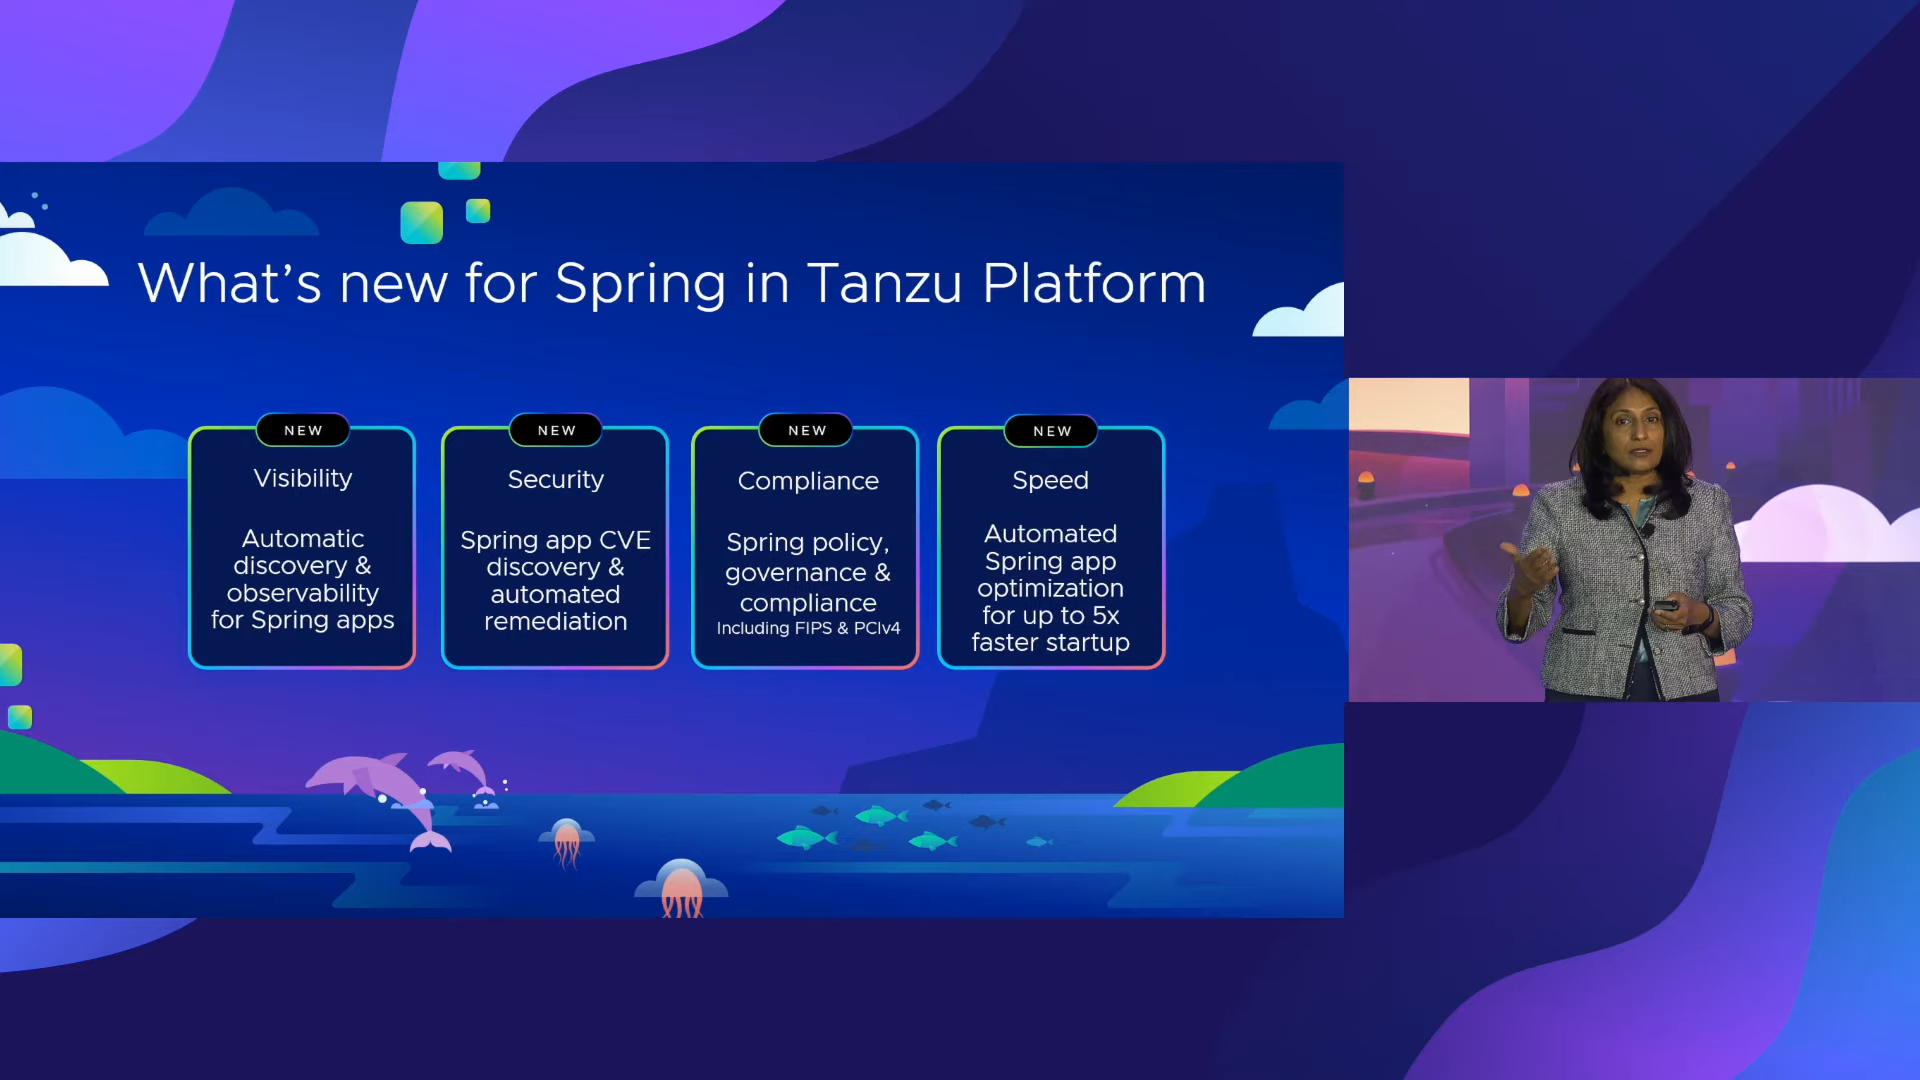 What's new for Spring in Tanzu Platform
NEW
Visibility
Automatic
discovery &
observability
for Spring apps
NEW
Security
Spring app CVE
discovery &
automated
remediation
NEW
Compliance
Spring policy,
governance &
compliance
Including FIPS & PCIv4
NEW
Speed
Automated
Spring app
optimization
for up to 5x
faster startup